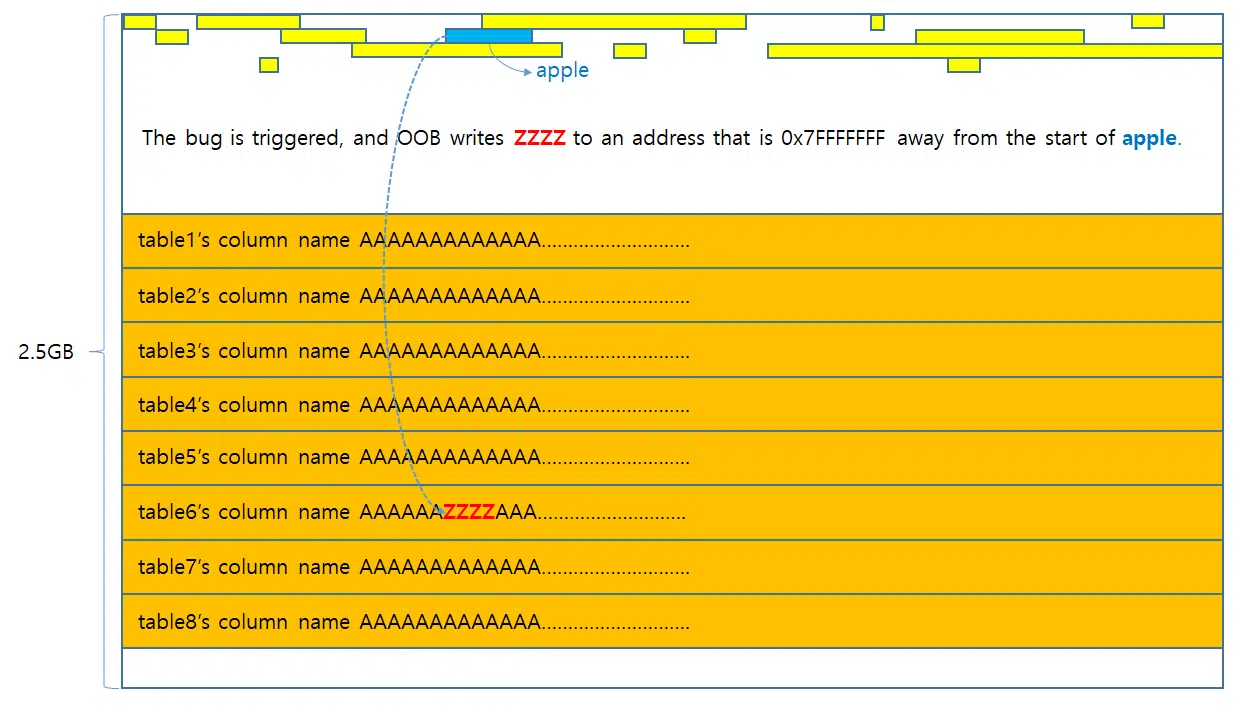 apple
The bug is triggered, and OOB writes ZZZZ to an address that is 0x7FFFFFFF away from the start of apple.
table1's column name AAAAAAAAAAAAA............................
table2's column name AAAAAAAAAAAAA............................
2.5GB
table3's column name AAAAAAAAAAAAA............................
table4's column name AAAAAAAAAAAAA............................
table5's column name AAAAAAAAAAAAA............................
table6's column name AAAAAAZZZZAAA............................
table7's column name AAAAAAAAAAAAA............................
table8's column name AAAAAAAAAAAAA............................